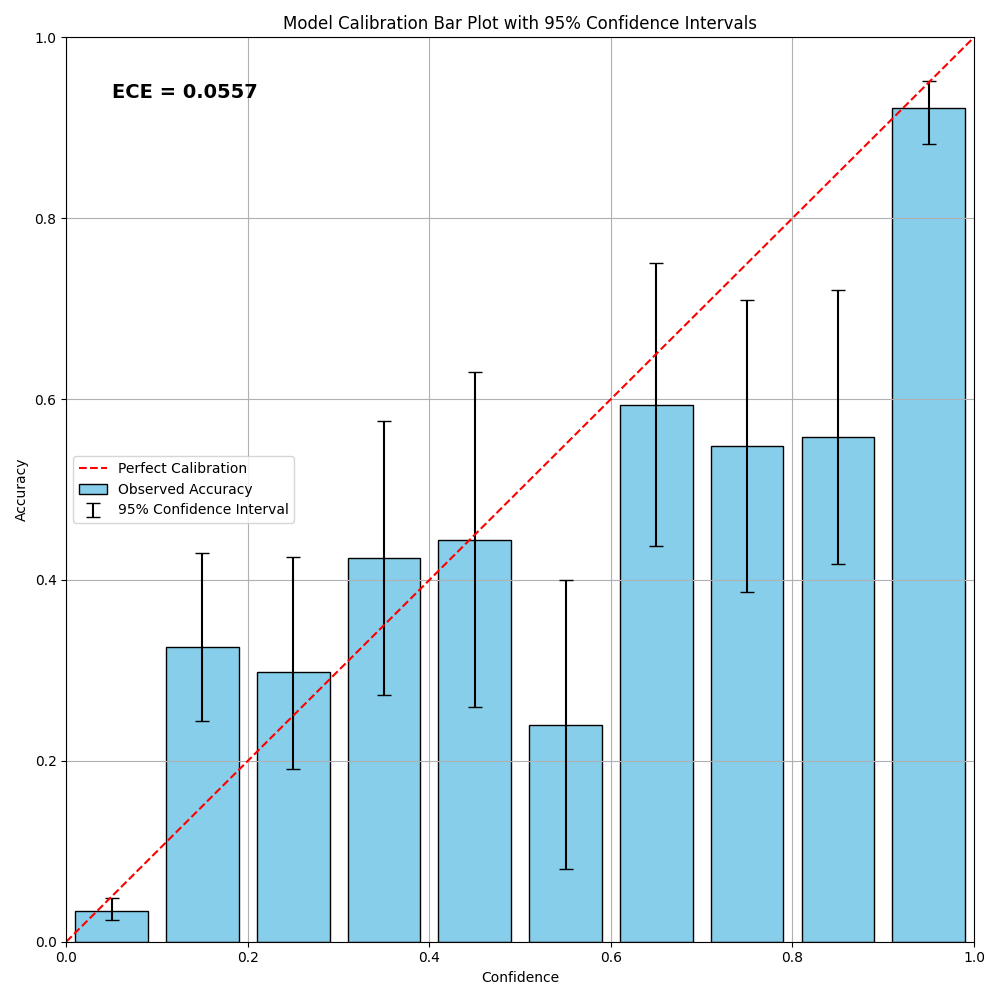 Model Calibration Bar Plot with 95% Confidence Intervals
ECE = 0.0557
1.0
0.8
0.6
0.4
0.2
0.0
Accuracy
Perfect Calibration
Observed Accuracy
95% Confidence Interval
0.0 0.2 0.4 0.6 0.8 1.0
Confidence